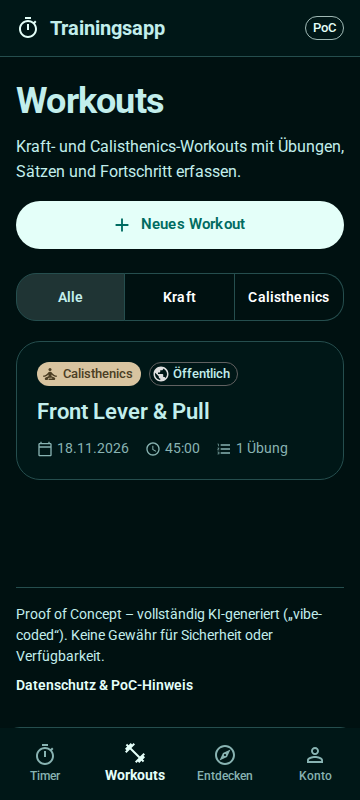 Trainingsapp
PoC
Workouts
Kraft- und Calisthenics-Workouts mit Übungen,
Sätzen und Fortschritt erfassen.
Neues Workout
Alle
Kraft
Calisthenics
Calisthenics
Öffentlich
Front Lever & Pull
18.11.2026
45:00
1 Übung
Proof of Concept – vollständig KI-generiert („vibe-
coded“). Keine Gewähr für Sicherheit oder
Verfügbarkeit.
Datenschutz & PoC-Hinweis
Timer
Workouts
Entdecken
Konto